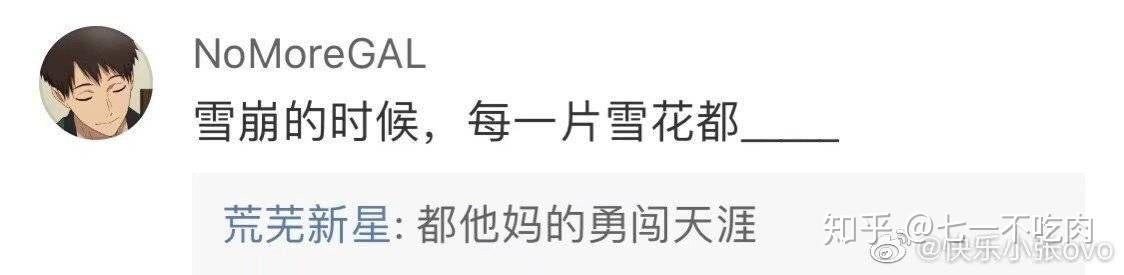 NoMoreGAL
雪崩的时候，每一片雪花都_____
荒芜新星: 都他妈的勇闯天涯
知乎 @七一不吃肉
@快乐小张ovo